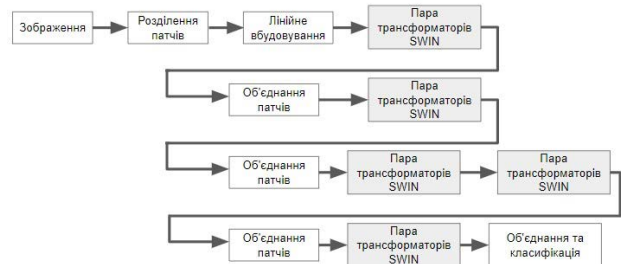 Зображення
Розділення
патчів
Лінійне
вбудовування
Пара
трансформаторів
SWIN
Об'єднання
патчів
Пара
трансформаторів
SWIN
Об'єднання
патчів
Пара
трансформаторів
SWIN
Пара
трансформаторів
SWIN
Об'єднання
патчів
Пара
трансформаторів
SWIN
Об'єднання та
класифікація